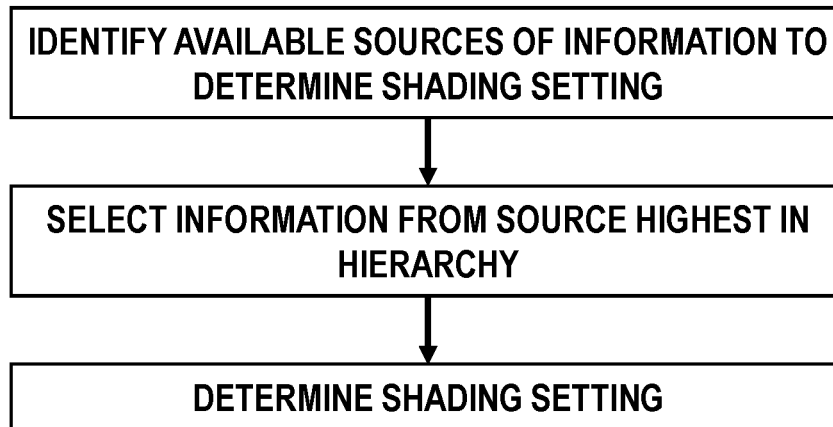 IDENTIFY AVAILABLE SOURCES OF INFORMATION TO
DETERMINE SHADING SETTING
SELECT INFORMATION FROM SOURCE HIGHEST IN
HIERARCHY
DETERMINE SHADING SETTING